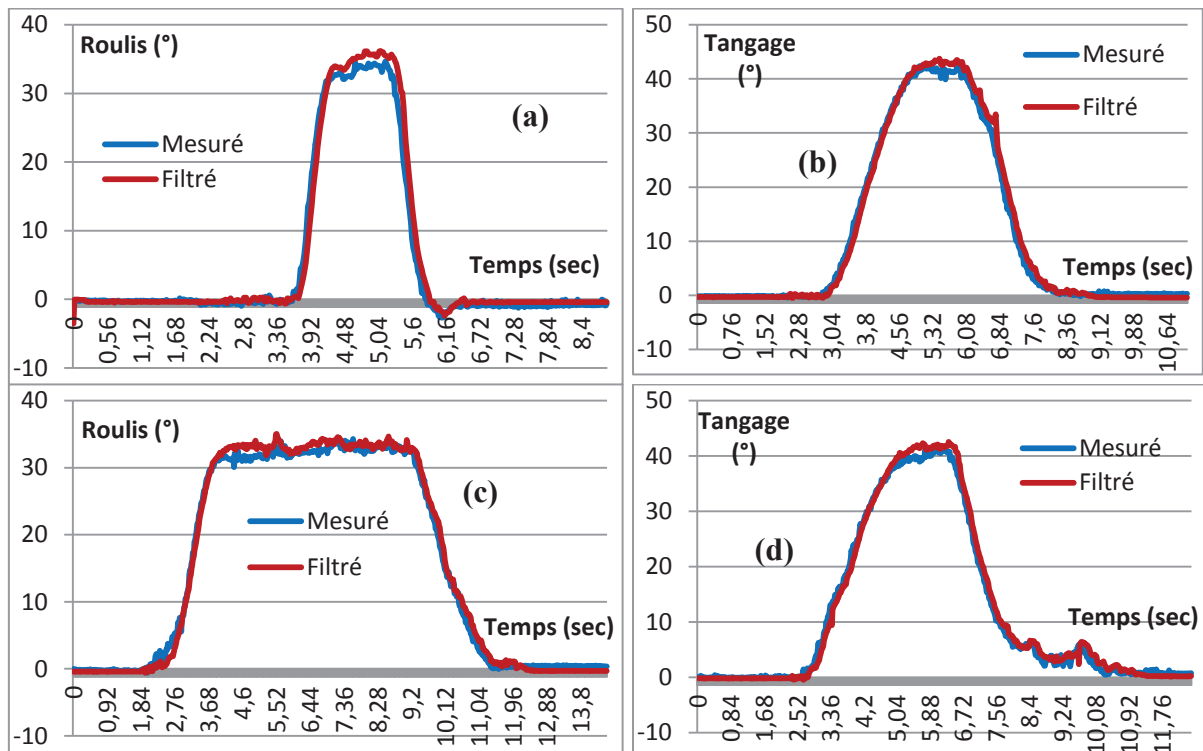 40
Roulis (°)
30
(a)
Mesuré
20
Filtré
10
Temps (sec)
0
-10
0 0,56 1,12 1,68 2,24 2,8 3,36 3,92 4,48 5,04 5,6 6,16 6,72 7,28 7,84 8,4
50
Tangage
(°)
Mesuré
40
Filtré
30
(b)
20
10
Temps (sec)
0
-10
0 0,76 1,52 2,28 3,04 3,8 4,56 5,32 6,08 6,84 7,6 8,36 9,12 9,88 10,64
40
Roulis (°)
30
(c)
Mesuré
20
Filtré
10
Temps (sec)
0
-10
0 0,92 1,84 2,76 3,68 4,6 5,52 6,44 7,36 8,28 9,2 10,12 11,04 11,96 12,88 13,8
50
Tangage
(°)
Mesuré
40
Filtré
30
(d)
20
10
Temps (sec)
0
-10
0 0,84 1,68 2,52 3,36 4,2 5,04 5,88 6,72 7,56 8,4 9,24 10,08 10,92 11,76